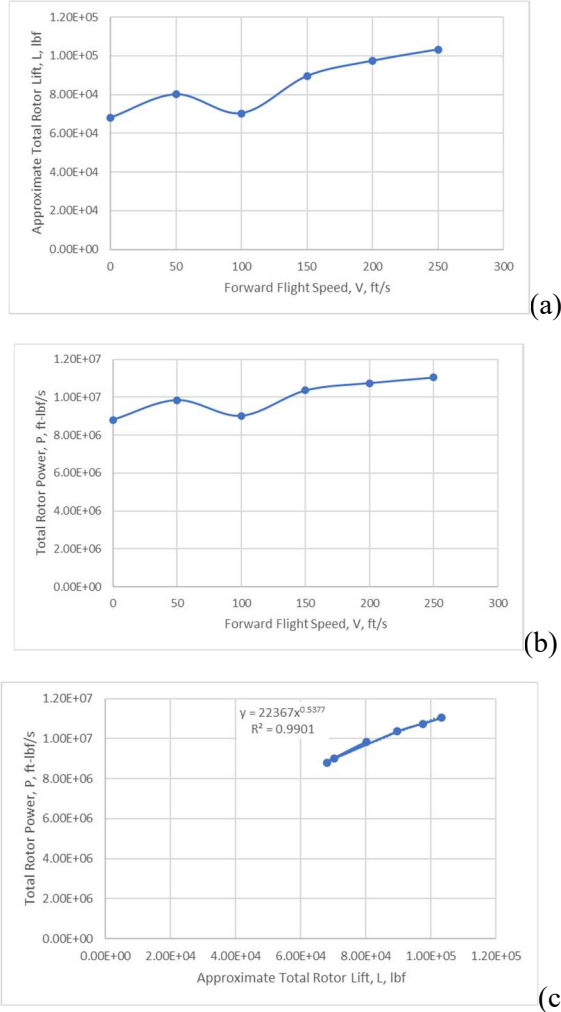 1.20E+05
1.00E+05
8.00E+04
6.00E+04
4.00E+04
2.00E+04
0.00E+00
Approximate Total Rotor Lift, L, lbf
0 50 100 150 200 250 300
Forward Flight Speed, V, ft/s
(a)
1.20E+07
1.00E+07
8.00E+06
6.00E+06
4.00E+06
2.00E+06
0.00E+00
Total Rotor Power, P, ft-lbf/s
0 50 100 150 200 250 300
Forward Flight Speed, V, ft/s
(b)
1.20E+07
1.00E+07
8.00E+06
6.00E+06
4.00E+06
2.00E+06
0.00E+00
Total Rotor Power, P, ft-lbf/s
y = 22367x^0.5377
R² = 0.9901
0.00E+00 2.00E+04 4.00E+04 6.00E+04 8.00E+04 1.00E+05 1.20E+05
Approximate Total Rotor Lift, L, lbf
(c